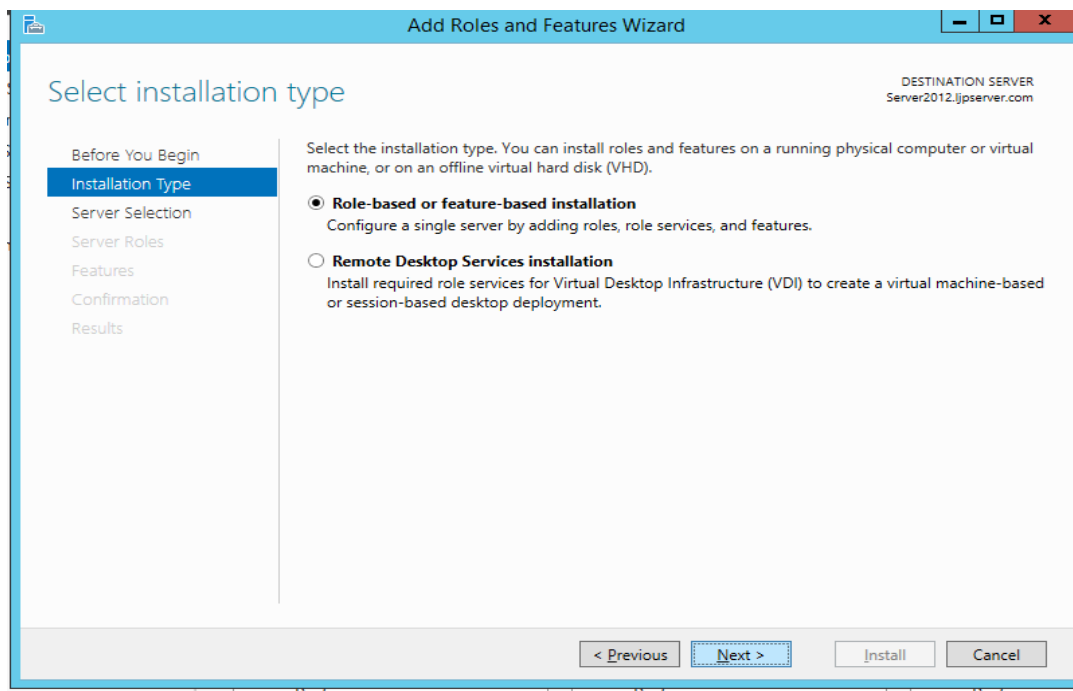 Add Roles and Features Wizard
Select installation type
DESTINATION SERVER
Server2012.ljpserver.com
Before You Begin
Installation Type
Server Selection
Server Roles
Features
Confirmation
Results
Select the installation type. You can install roles and features on a running physical computer or virtual
machine, or on an offline virtual hard disk (VHD).
Role-based or feature-based installation
Configure a single server by adding roles, role services, and features.
Remote Desktop Services installation
Install required role services for Virtual Desktop Infrastructure (VDI) to create a virtual machine-based
or session-based desktop deployment.
< Previous
Next >
Install
Cancel